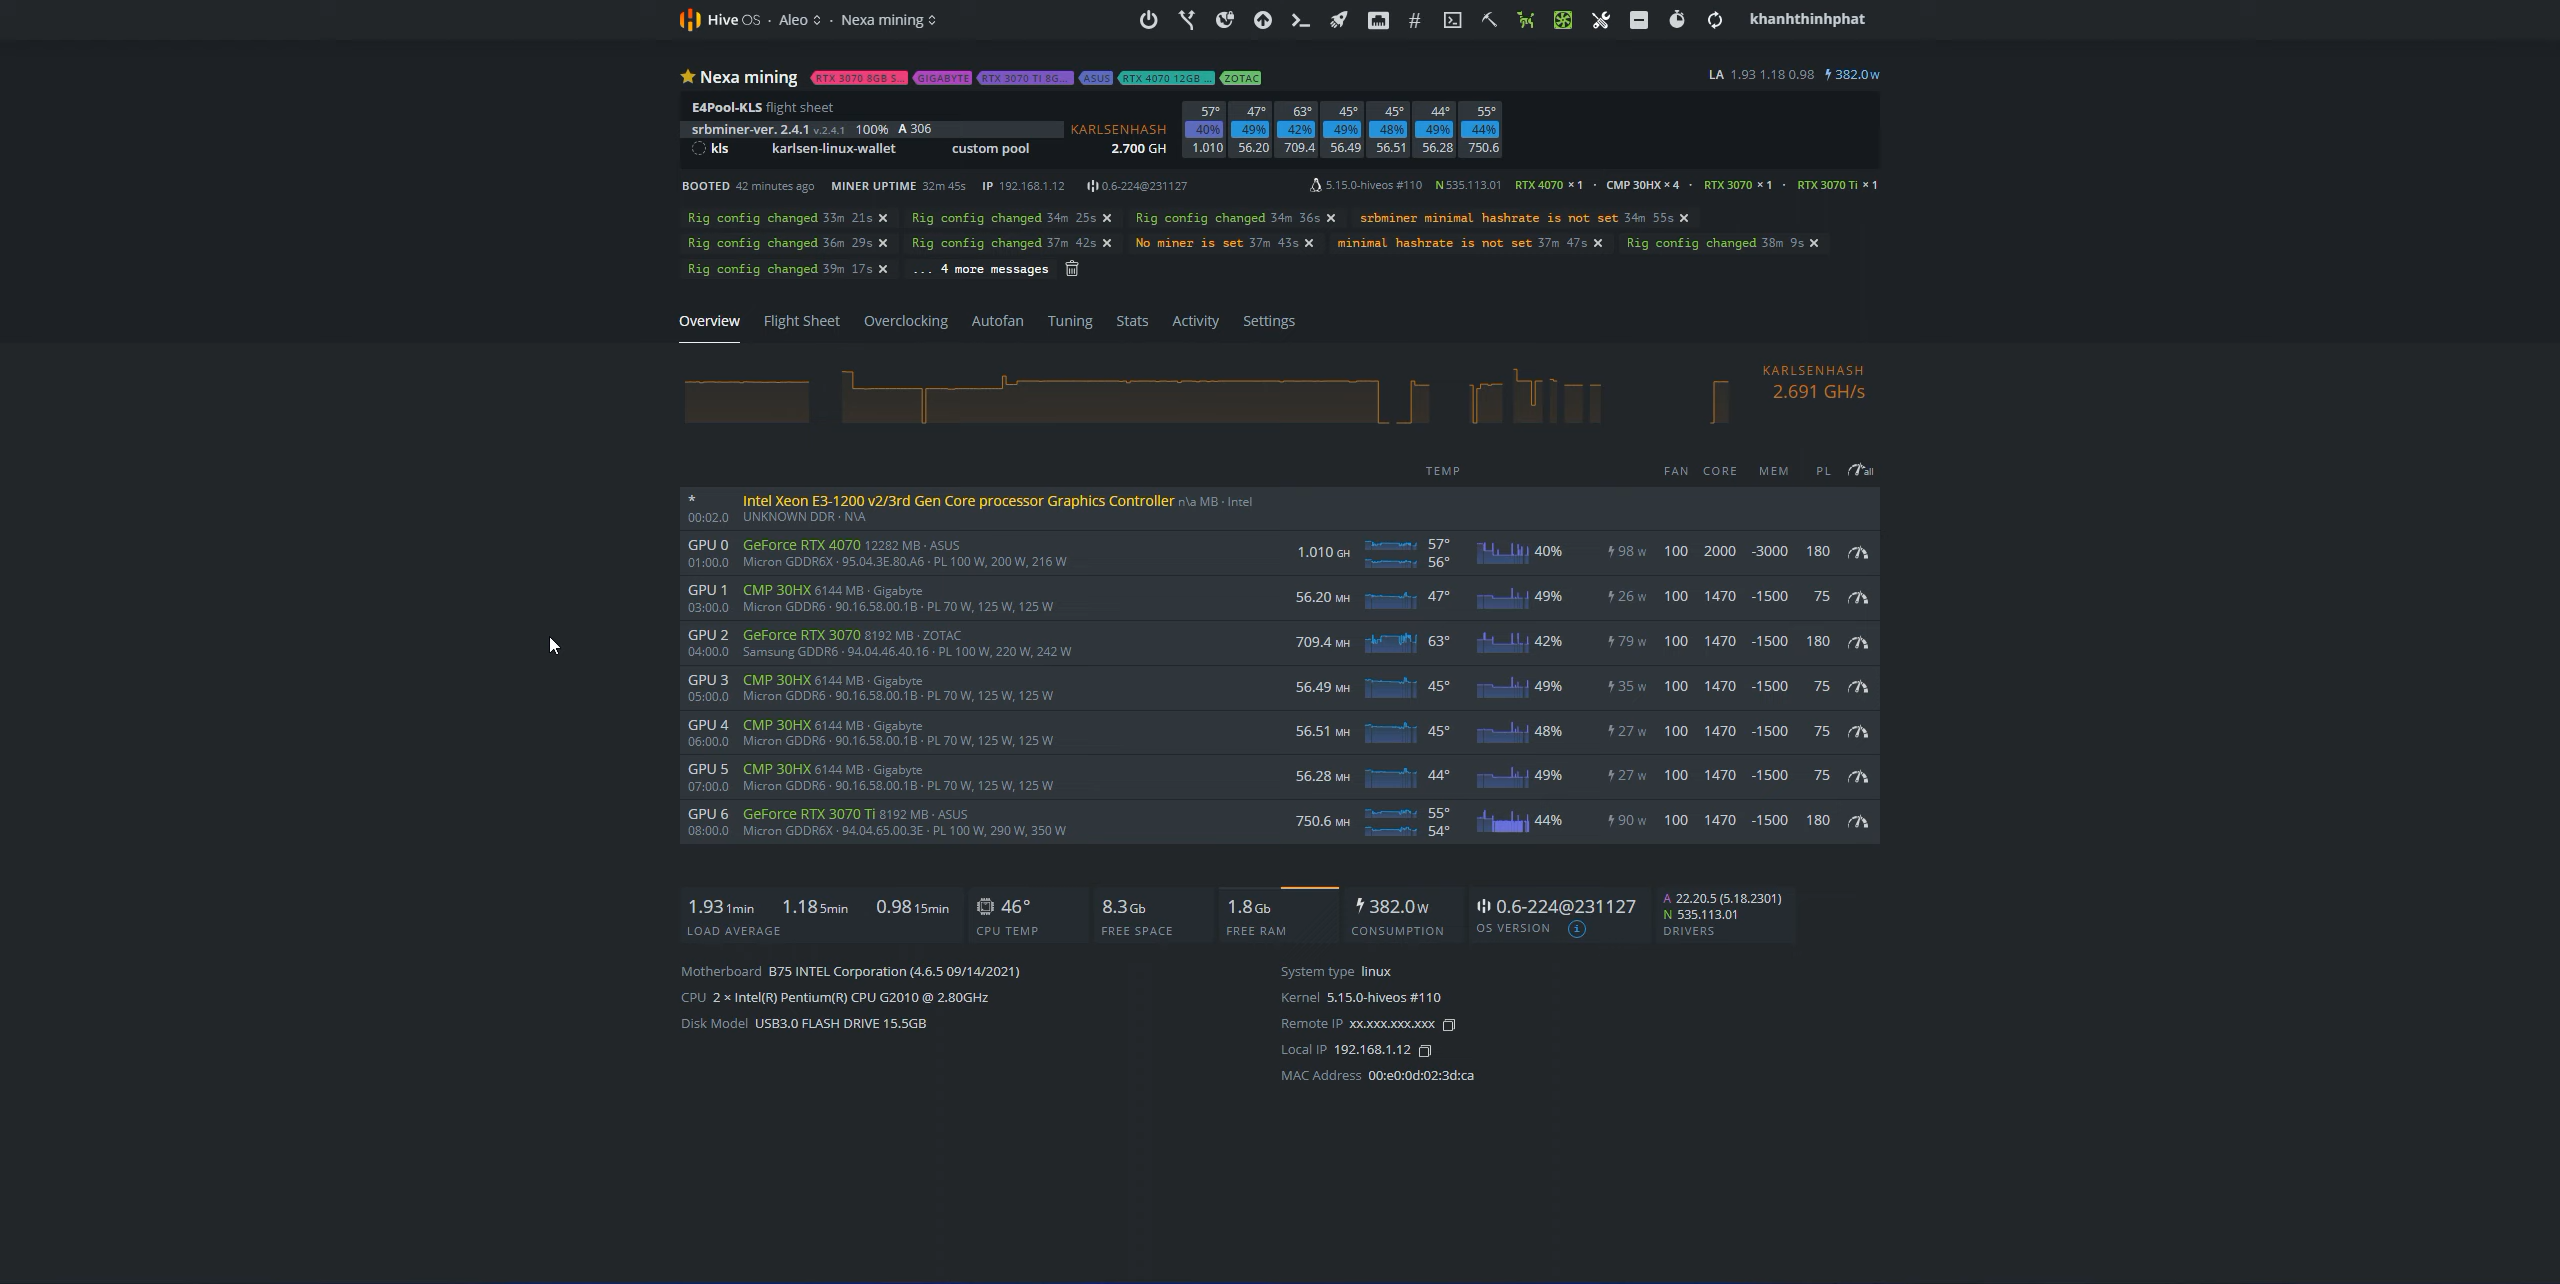 Hive OS · Aleo · Nexa mining khanhthinhphat
Nexa mining RTX 3070 8GB S... GIGABYTE RTX 3070 TI 8G... ASUS RTX 4070 12GB ... ZOTAC LA 1.93 1.18 0.98 382.0 w
E4Pool-KLS flight sheet 57° 47° 63° 45° 45° 44° 55°
srbminer-ver. 2.4.1 v.2.4.1 100% A 306 KARLSENHASH 40% 49% 42% 49% 48% 49% 44%
kls karlsen-linux-wallet custom pool 2.700 GH 1.010 56.20 709.4 56.49 56.51 56.28 750.6
BOOTED 42 minutes ago MINER UPTIME 32m 45s IP 192.168.1.12 0.6-224@231127 5.15.0-hiveos #110 N 535.113.01 RTX 4070 × 1 · CMP 30HX × 4 · RTX 3070 × 1 · RTX 3070 Ti × 1
Rig config changed 33m 21s × Rig config changed 34m 25s × Rig config changed 34m 36s × srbminer minimal hashrate is not set 34m 55s ×
Rig config changed 36m 29s × Rig config changed 37m 42s × No miner is set 37m 43s × minimal hashrate is not set 37m 47s × Rig config changed 38m 9s ×
Rig config changed 39m 17s × ... 4 more messages
Overview Flight Sheet Overclocking Autofan Tuning Stats Activity Settings
KARLSENHASH
2.691 GH/s
TEMP FAN CORE MEM PL all
* Intel Xeon E3-1200 v2/3rd Gen Core processor Graphics Controller n\a MB · Intel
00:02.0 UNKNOWN DDR · N\A
GPU 0 GeForce RTX 4070 12282 MB · ASUS 1.010 GH 57° 40% 98 w 100 2000 -3000 180
01:00.0 Micron GDDR6X · 95.04.3E.80.A6 · PL 100 W, 200 W, 216 W 56°
GPU 1 CMP 30HX 6144 MB · Gigabyte 56.20 MH 47° 49% 26 w 100 1470 -1500 75
03:00.0 Micron GDDR6 · 90.16.58.00.1B · PL 70 W, 125 W, 125 W
GPU 2 GeForce RTX 3070 8192 MB · ZOTAC 709.4 MH 63° 42% 79 w 100 1470 -1500 180
04:00.0 Samsung GDDR6 · 94.04.46.40.16 · PL 100 W, 220 W, 242 W
GPU 3 CMP 30HX 6144 MB · Gigabyte 56.49 MH 45° 49% 35 w 100 1470 -1500 75
05:00.0 Micron GDDR6 · 90.16.58.00.1B · PL 70 W, 125 W, 125 W
GPU 4 CMP 30HX 6144 MB · Gigabyte 56.51 MH 45° 48% 27 w 100 1470 -1500 75
06:00.0 Micron GDDR6 · 90.16.58.00.1B · PL 70 W, 125 W, 125 W
GPU 5 CMP 30HX 6144 MB · Gigabyte 56.28 MH 44° 49% 27 w 100 1470 -1500 75
07:00.0 Micron GDDR6 · 90.16.58.00.1B · PL 70 W, 125 W, 125 W
GPU 6 GeForce RTX 3070 Ti 8192 MB · ASUS 750.6 MH 55° 44% 90 w 100 1470 -1500 180
08:00.0 Micron GDDR6X · 94.04.65.00.3E · PL 100 W, 290 W, 350 W 54°
1.93 1min 1.18 5min 0.98 15min 46° 8.3 Gb 1.8 Gb 382.0 W 0.6-224@231127 A 22.20.5 (5.18.2301)
N 535.113.01
LOAD AVERAGE CPU TEMP FREE SPACE FREE RAM CONSUMPTION OS VERSION i DRIVERS
Motherboard B75 INTEL Corporation (4.6.5 09/14/2021) System type linux
CPU 2 × Intel(R) Pentium(R) CPU G2010 @ 2.80GHz Kernel 5.15.0-hiveos #110
Disk Model USB3.0 FLASH DRIVE 15.5GB Remote IP xx.xxx.xxx.xxx
Local IP 192.168.1.12
MAC Address 00:e0:0d:02:3d:ca